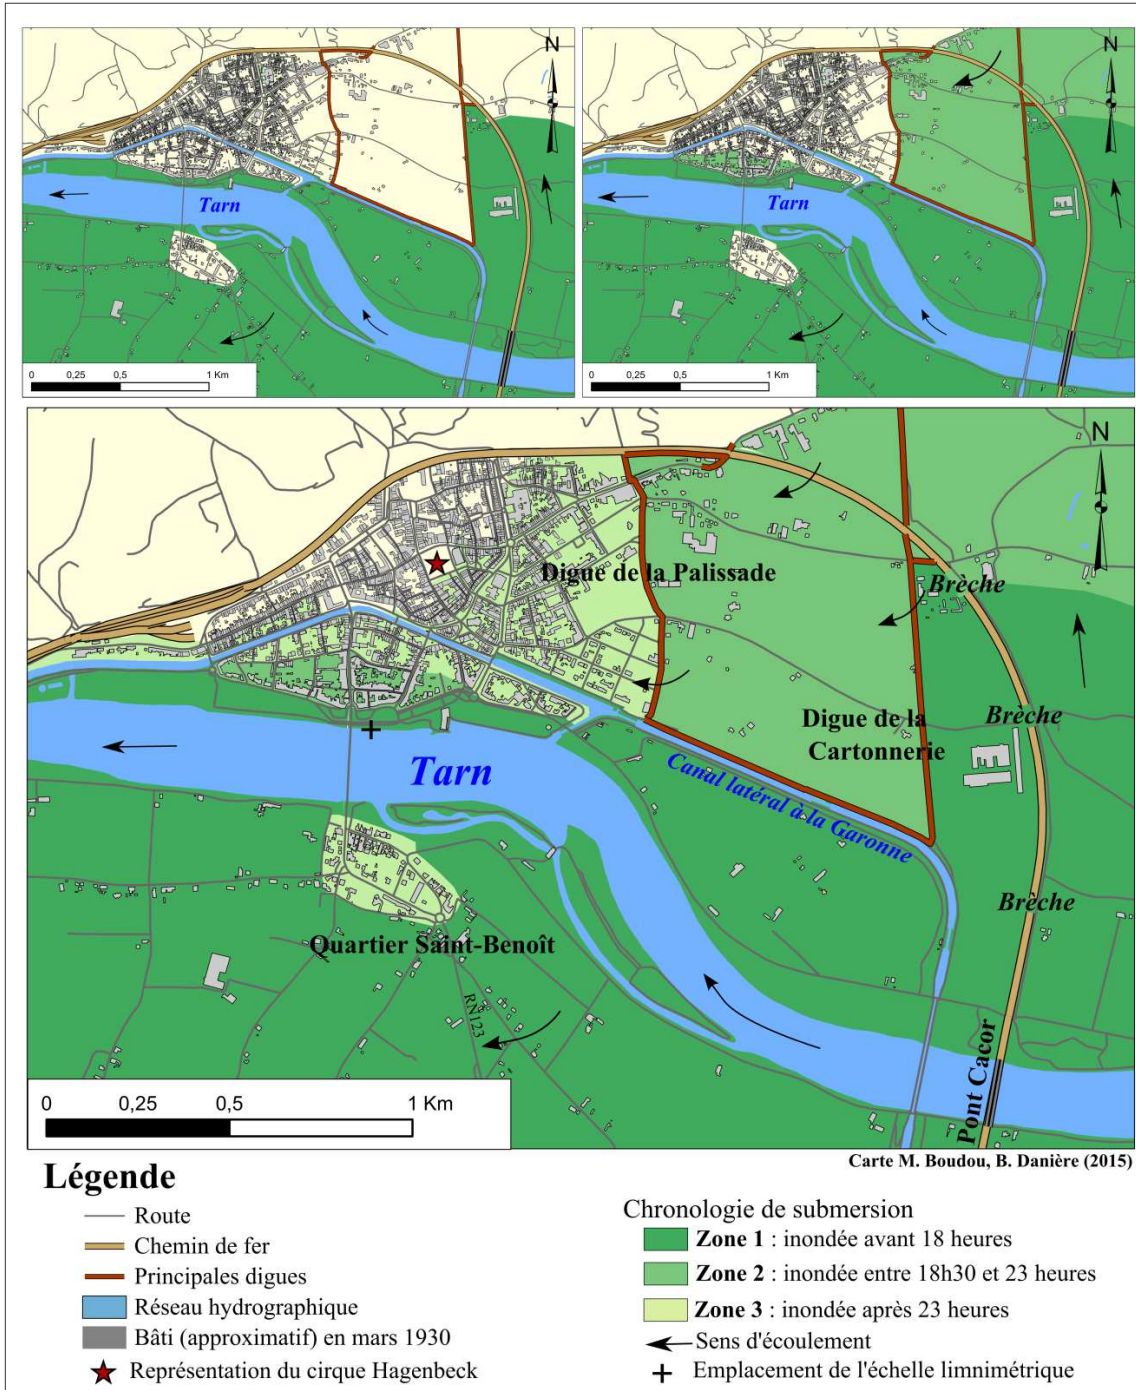 N
Tarn
0 0,25 0,5 1 Km
N
Tarn
0 0,25 0,5 1 Km
N
Digue de la Palissade
Brèche
Brèche
Digue de la
Cartonnerie
Tarn
Canal latéral à la Garonne
Brèche
Quartier Saint-Benoît
RN123
Pont Cacor
0 0,25 0,5 1 Km
Carte M. Boudou, B. Danière (2015)
Légende
Route
Chemin de fer
Principales digues
Réseau hydrographique
Bâti (approximatif) en mars 1930
Représentation du cirque Hagenbeck
Chronologie de submersion
Zone 1 : inondée avant 18 heures
Zone 2 : inondée entre 18h30 et 23 heures
Zone 3 : inondée après 23 heures
Sens d'écoulement
Emplacement de l'échelle limnimétrique